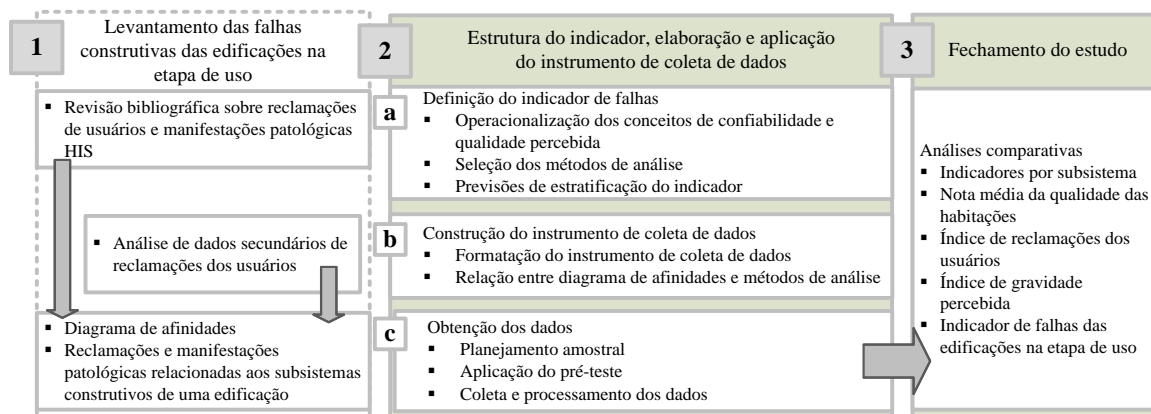 1
Levantamento das falhas
construtivas das edificações na
etapa de uso
▪ Revisão bibliográfica sobre reclamações
de usuários e manifestações patológicas
HIS
▪ Análise de dados secundários de
reclamações dos usuários
▪ Diagrama de afinidades
▪ Reclamações e manifestações
patológicas relacionadas aos subsistemas
construtivos de uma edificação
2
Estrutura do indicador, elaboração e aplicação
do instrumento de coleta de dados
a
Definição do indicador de falhas
▪ Operacionalização dos conceitos de confiabilidade e
qualidade percebida
▪ Seleção dos métodos de análise
▪ Previsões de estratificação do indicador
b
Construção do instrumento de coleta de dados
▪ Formatação do instrumento de coleta de dados
▪ Relação entre diagrama de afinidades e métodos de análise
c
Obtenção dos dados
▪ Planejamento amostral
▪ Aplicação do pré-teste
▪ Coleta e processamento dos dados
3
Fechamento do estudo
Análises comparativas
▪ Indicadores por subsistema
▪ Nota média da qualidade das
habitações
▪ Índice de reclamações dos
usuários
▪ Índice de gravidade
percebida
▪ Indicador de falhas das
edificações na etapa de uso